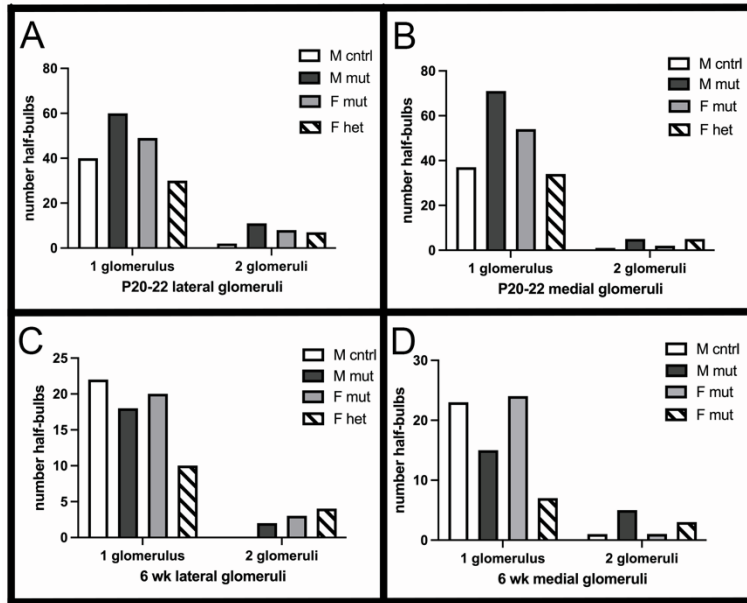 A
M cntrl
M mut
F mut
F het
number half-bulbs
80
60
40
20
0
1 glomerulus 2 glomeruli
P20-22 lateral glomeruli
B
M cntrl
M mut
F mut
F het
number half-bulbs
80
60
40
20
0
1 glomerulus 2 glomeruli
P20-22 medial glomeruli
C
M cntrl
M mut
F mut
F het
number half-bulbs
25
20
15
10
5
0
1 glomerulus 2 glomeruli
6 wk lateral glomeruli
D
M cntrl
M mut
F mut
F mut
number half-bulbs
30
20
10
0
1 glomerulus 2 glomeruli
6 wk medial glomeruli